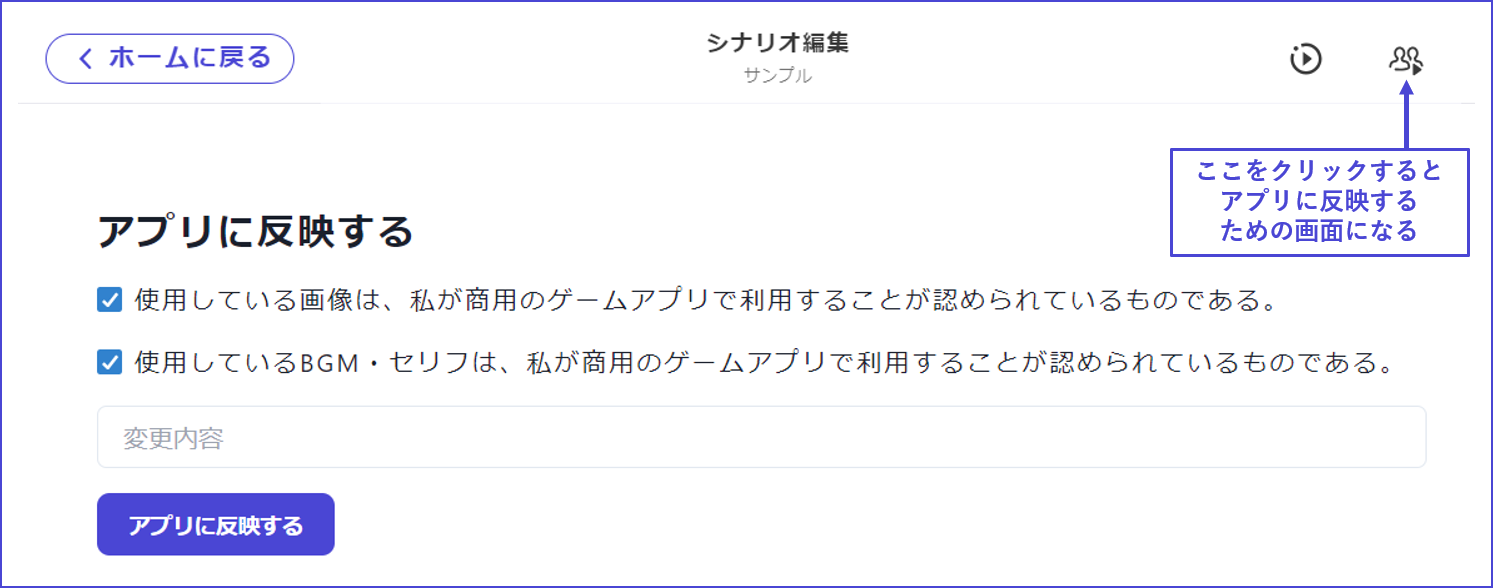 ホームに戻る
シナリオ編集
サンプル
ここをクリックすると
アプリに反映する
ための画面になる
アプリに反映する
使用している画像は、私が商用のゲームアプリで利用することが認められているものである。
使用しているBGM・セリフは、私が商用のゲームアプリで利用することが認められているものである。
変更内容
アプリに反映する